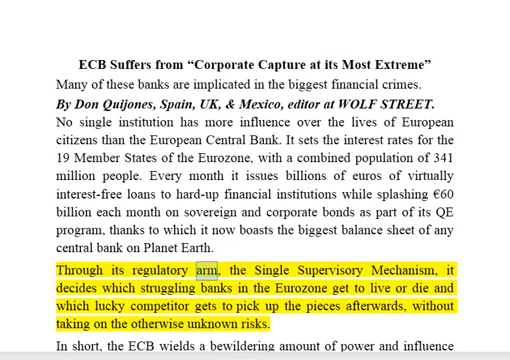 ECB Suffers from “Corporate Capture at its Most Extreme”
Many of these banks are implicated in the biggest financial crimes.
By Don Quijones, Spain, UK, & Mexico, editor at WOLF STREET.
No single institution has more influence over the lives of European
citizens than the European Central Bank. It sets the interest rates for the
19 Member States of the Eurozone, with a combined population of 341
million people. Every month it issues billions of euros of virtually
interest-free loans to hard-up financial institutions while splashing €60
billion each month on sovereign and corporate bonds as part of its QE
program, thanks to which it now boasts the biggest balance sheet of any
central bank on Planet Earth.
Through its regulatory arm, the Single Supervisory Mechanism, it
decides which struggling banks in the Eurozone get to live or die and
which lucky competitor gets to pick up the pieces afterwards, without
taking on the otherwise unknown risks.
In short, the ECB wields a bewildering amount of power and influence